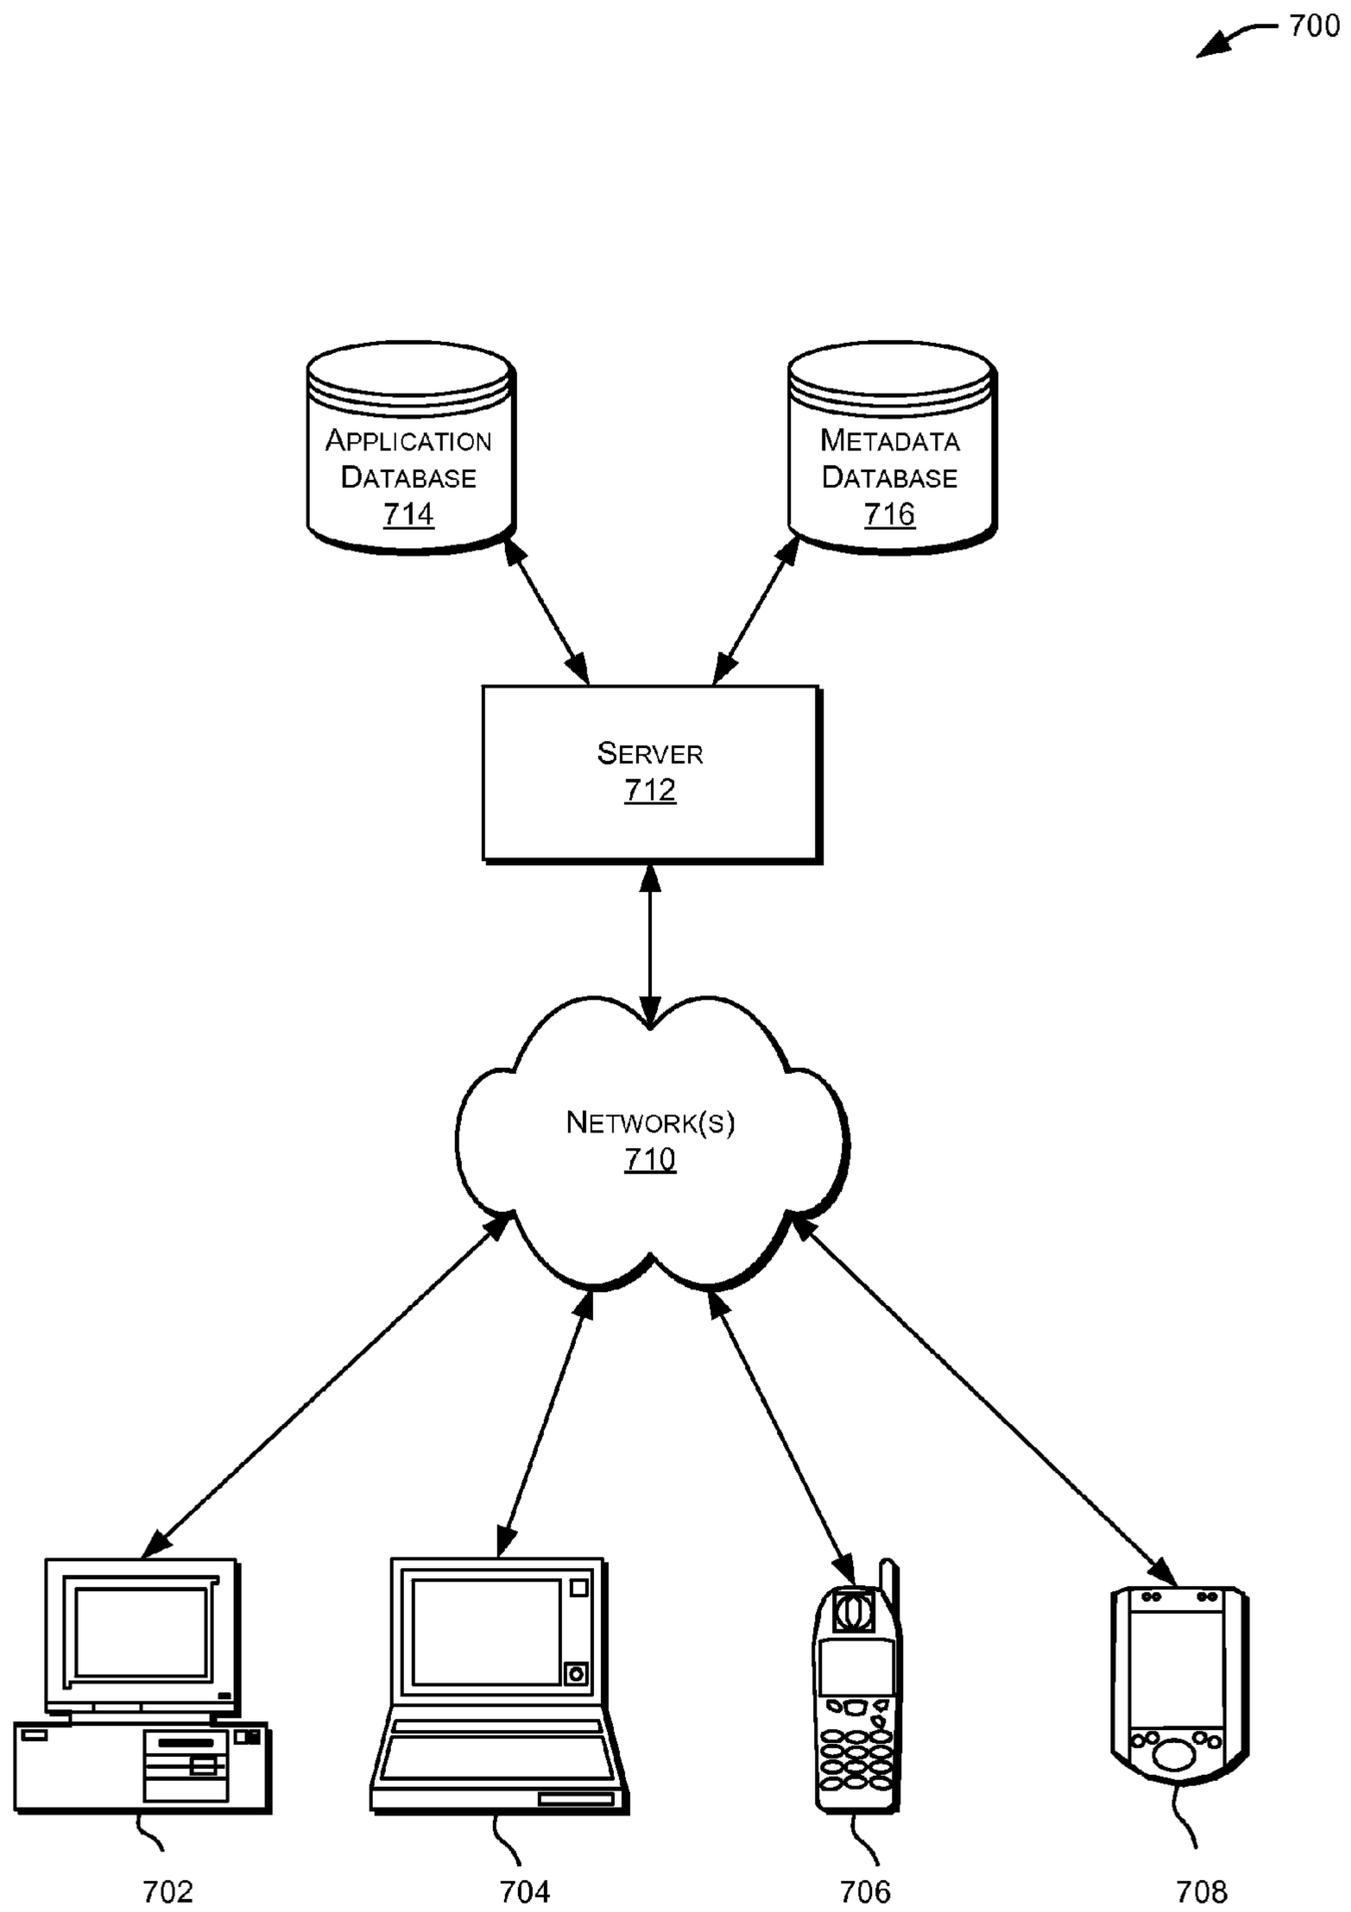 700
APPLICATION
DATABASE
714
METADATA
DATABASE
716
SERVER
712
NETWORK(S)
710
702
704
706
708